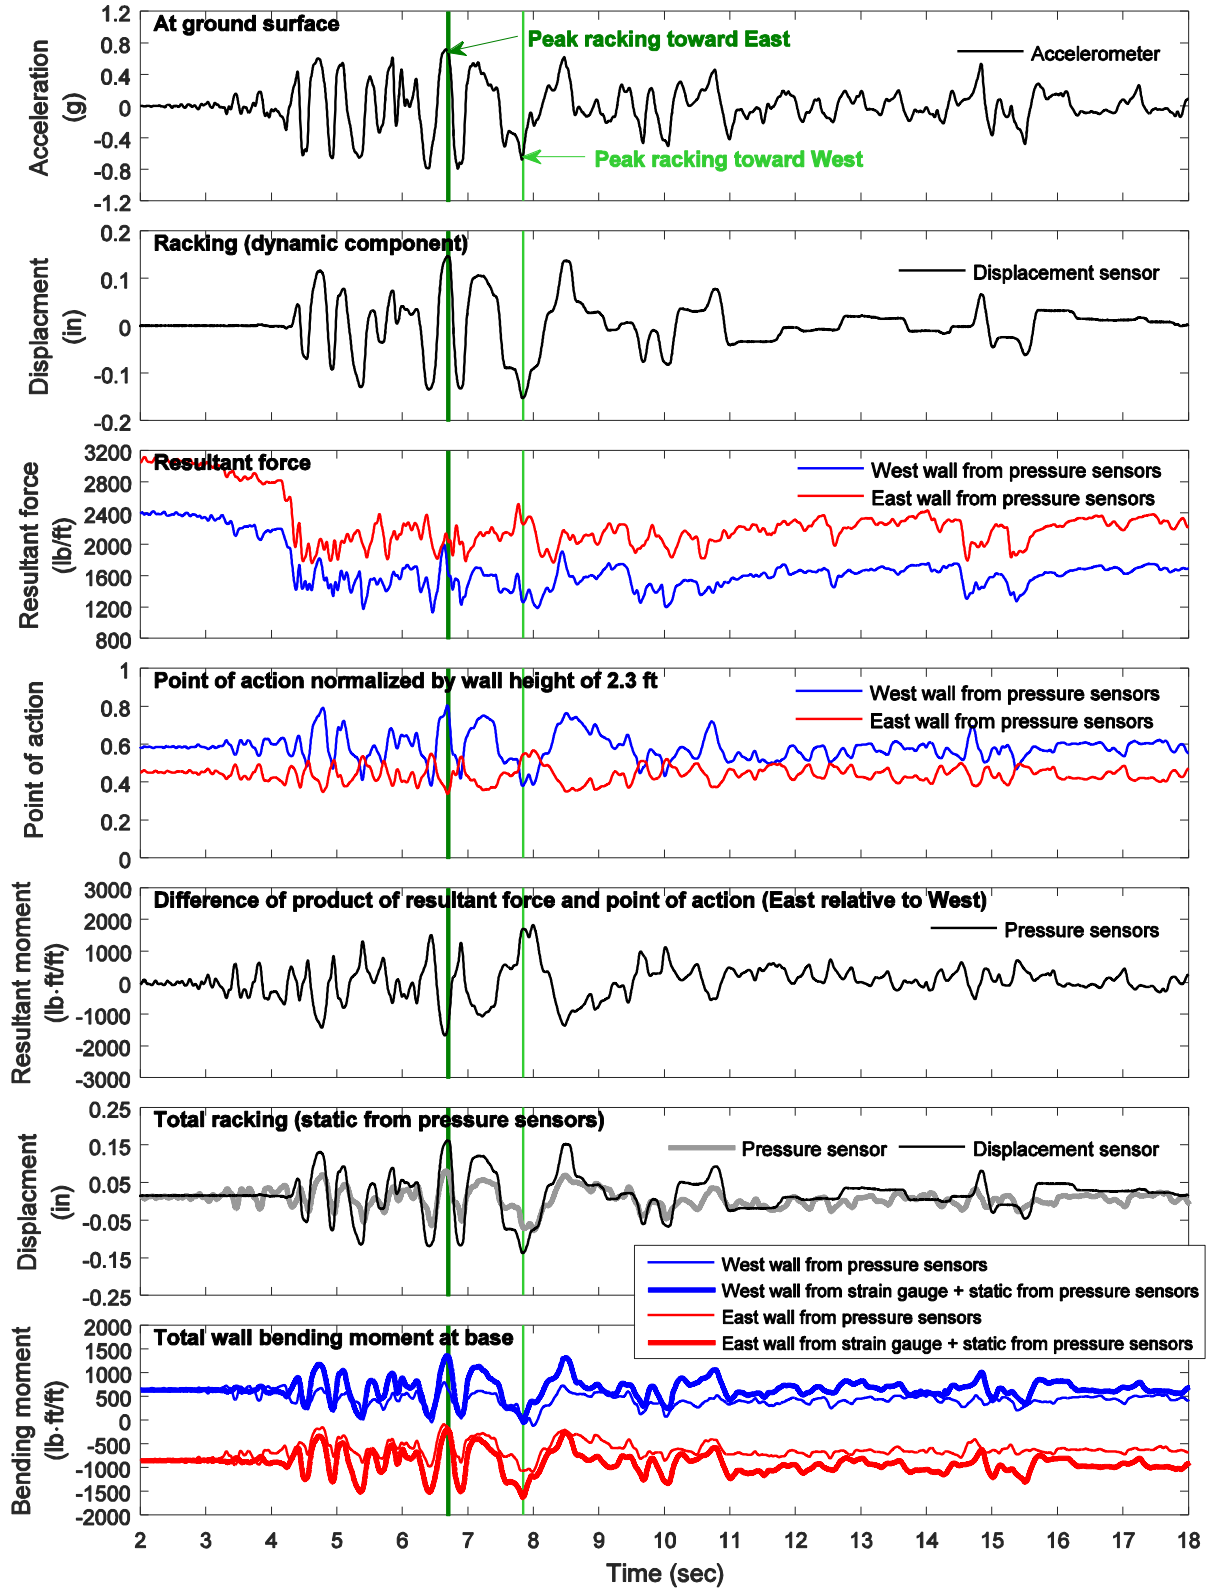 At ground surface
Peak racking toward East
Accelerometer
Peak racking toward West
Acceleration
(g)
1.2
0.8
0.4
0
-0.4
-0.8
-1.2
Racking (dynamic component)
Displacement sensor
Displacment
(in)
0.2
0.1
0
-0.1
-0.2
Resultant force
West wall from pressure sensors
East wall from pressure sensors
Resultant force
(lb/ft)
3200
2800
2400
2000
1600
1200
800
Point of action normalized by wall height of 2.3 ft
West wall from pressure sensors
East wall from pressure sensors
Point of action
1
0.8
0.6
0.4
0.2
0
Difference of product of resultant force and point of action (East relative to West)
Pressure sensors
Resultant moment
(lb·ft/ft)
3000
2000
1000
0
-1000
-2000
-3000
Total racking (static from pressure sensors)
Pressure sensor
Displacement sensor
Displacment
(in)
0.25
0.15
0.05
-0.05
-0.15
-0.25
West wall from pressure sensors
West wall from strain gauge + static from pressure sensors
East wall from pressure sensors
East wall from strain gauge + static from pressure sensors
Total wall bending moment at base
Bending moment
(lb·ft/ft)
2000
1500
1000
500
0
-500
-1000
-1500
-2000
2 3 4 5 6 7 8 9 10 11 12 13 14 15 16 17 18
Time (sec)